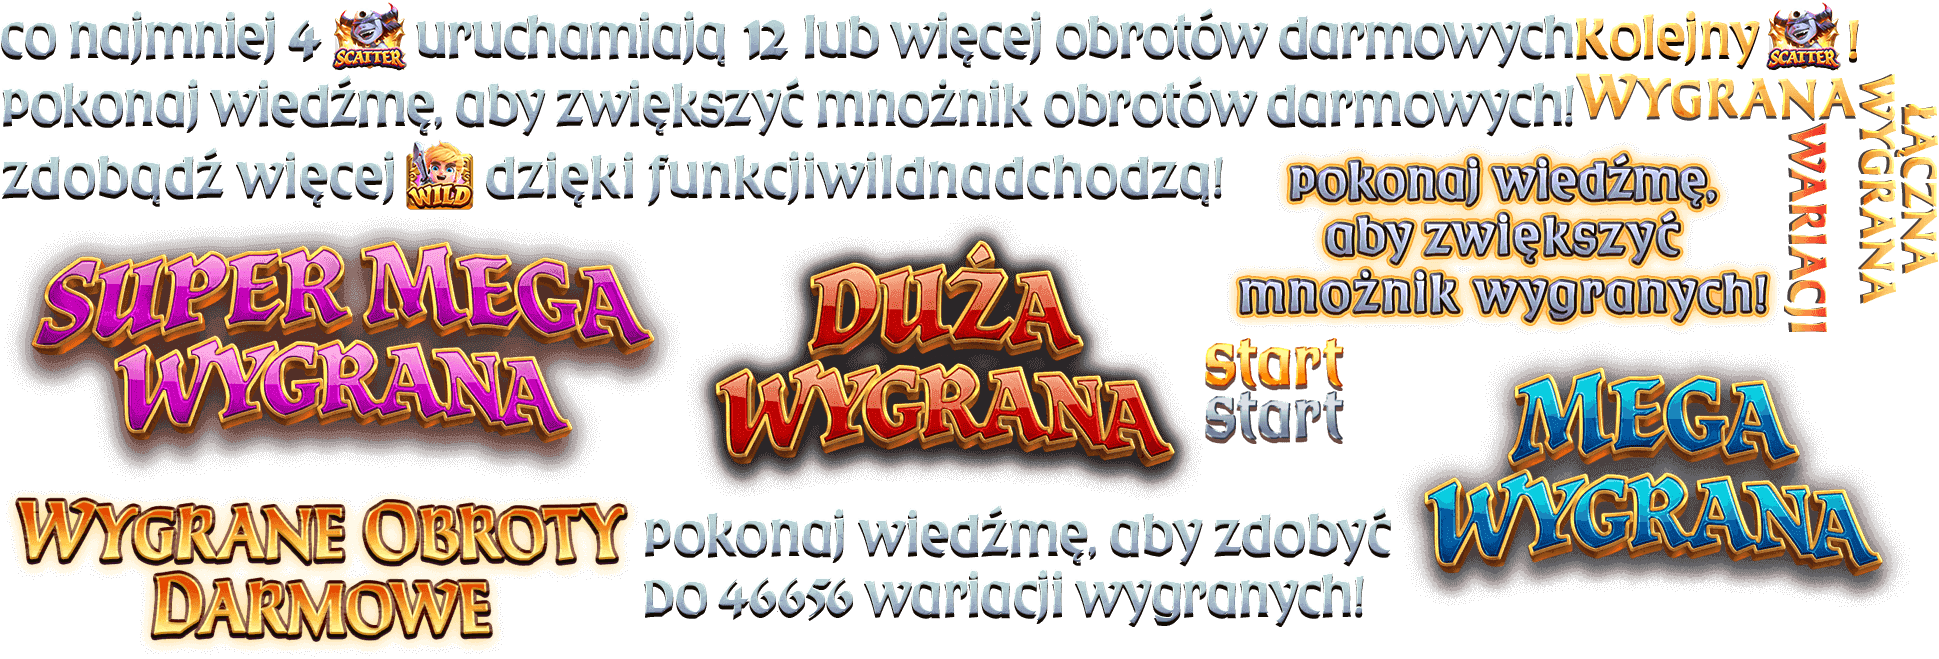 co najmniej 4 SCATTER uruchamiają 12 lub więcej obrotów darmowych
Kolejny SCATTER !
pokonaj wiedźmę, aby zwiększyć mnożnik obrotów darmowych!
WYGRANA
ŁĄCZNA
WYGRANA
WARIACJI
zdobądź więcej WILD dzięki funkcjiwildnadchodzą!
pokonaj wiedźmę,
aby zwiększyć
mnożnik wygranych!
SUPER MEGA
WYGRANA
DUŻA
WYGRANA
Start
Start
MEGA
WYGRANA
WYGRANE OBROTY
DARMOWE
pokonaj wiedźmę, aby zdobyć
Do 46656 wariacji wygranych!